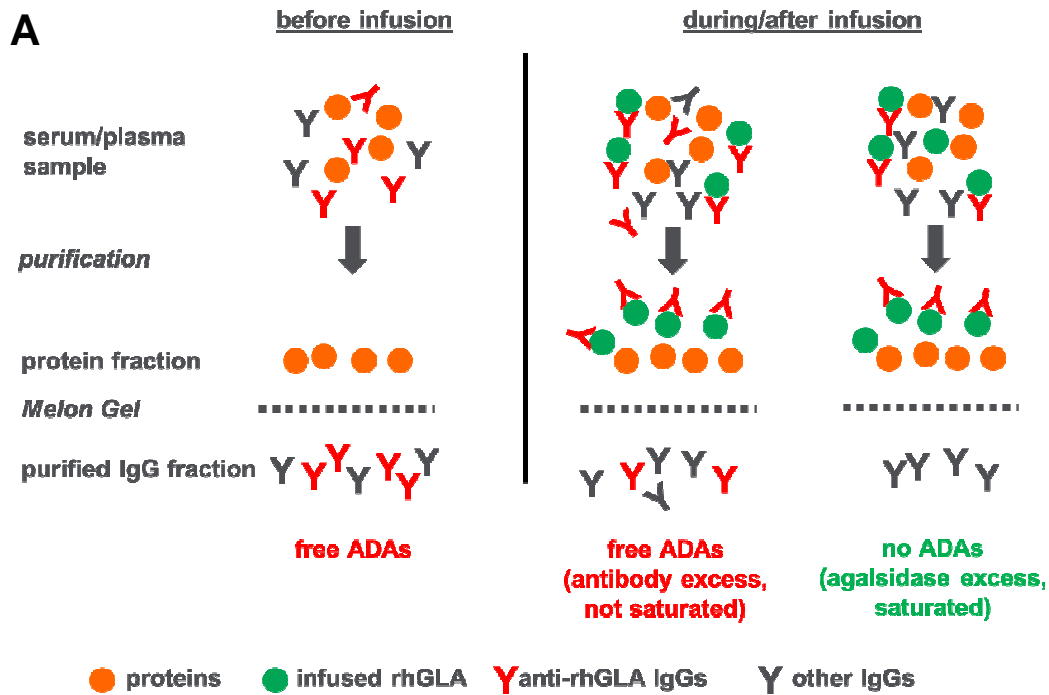 A
before infusion
during/after infusion
serum/plasma
sample
purification
protein fraction
Melon Gel
purified IgG fraction
free ADAs
free ADAs
(antibody excess,
not saturated)
no ADAs
(agalsidase excess,
saturated)
proteins
infused rhGLA
anti-rhGLA IgGs
other IgGs